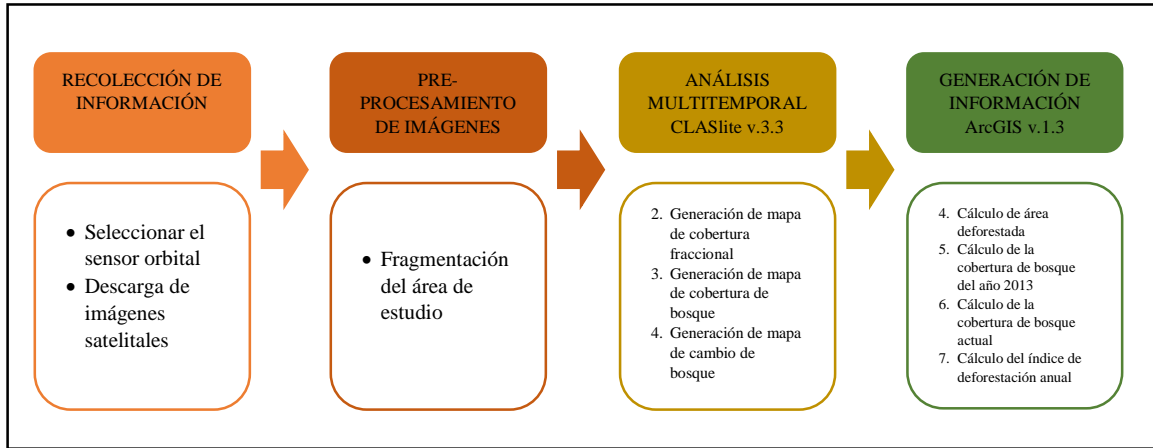 RECOLECCIÓN DE
INFORMACIÓN
• Seleccionar el
sensor orbital
• Descarga de
imágenes
satelitales
PRE-
PROCESAMIENTO
DE IMÁGENES
• Fragmentación
del área de
estudio
ANÁLISIS
MULTITEMPORAL
CLASlite v.3.3
2. Generación de mapa
de cobertura
fraccional
3. Generación de mapa
de cobertura de
bosque
4. Generación de mapa
de cambio de
bosque
GENERACIÓN DE
INFORMACIÓN
ArcGIS v.1.3
4. Cálculo de área
deforestada
5. Cálculo de la
cobertura de bosque
del año 2013
6. Cálculo de la
cobertura de bosque
actual
7. Cálculo del índice de
deforestación anual